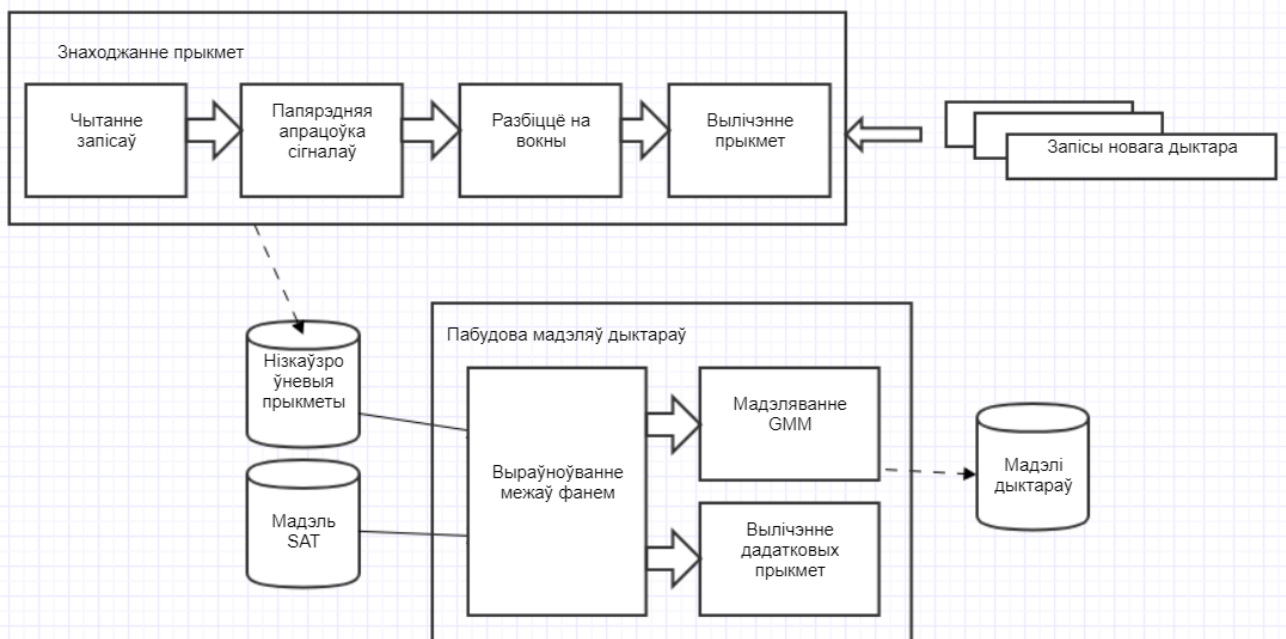 Знаходжанне прыкмет
Чытанне
запісаў
Папярэдняя
апрацоўка
сігналаў
Разбіццё на
вокны
Вылічэнне
прыкмет
Запісы новага дыктара
Нізкаўзро
ўневыя
прыкметы
Мадэль
SAT
Пабудова мадэляў дыктараў
Выраўноўванне
межаў фанем
Мадэляванне
GMM
Вылічэнне
дадатковых
прыкмет
Мадэлі
дыктараў